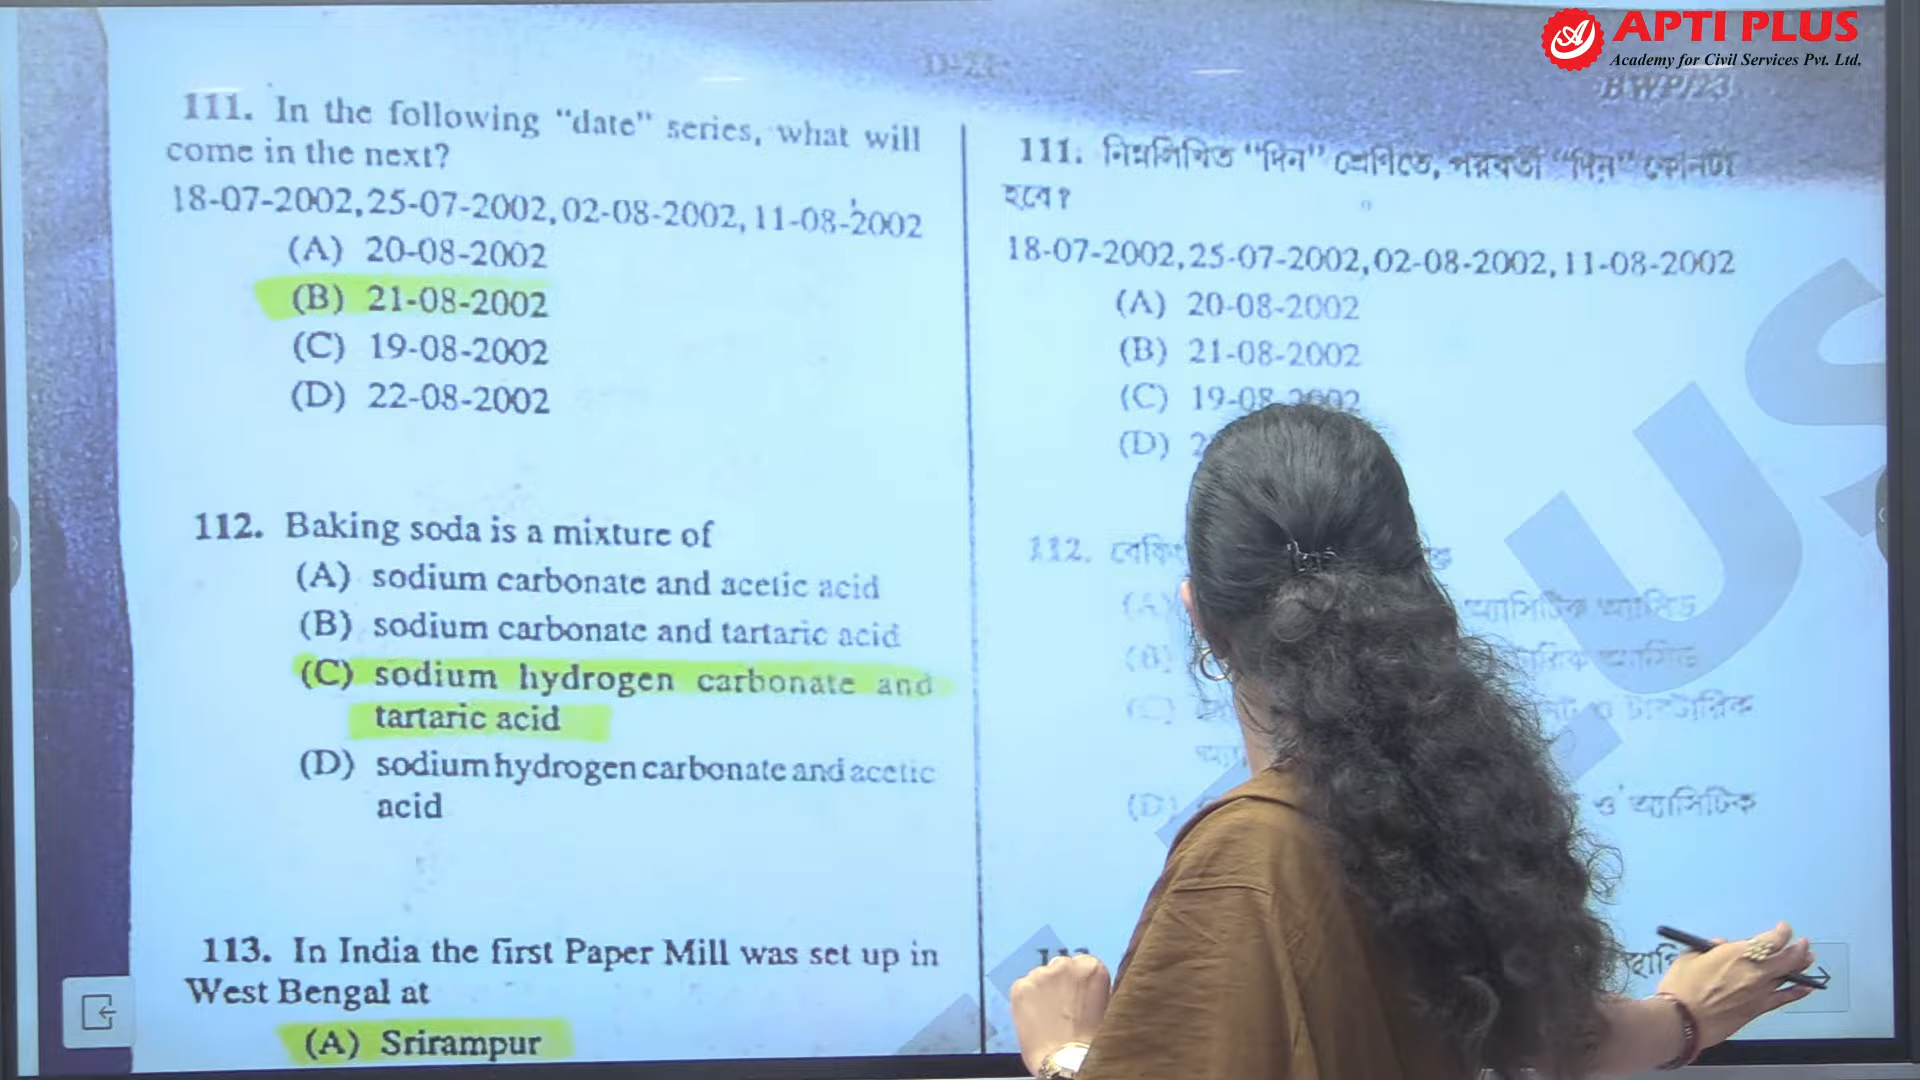 APTI PLUS
Academy for Civil Services Pvt. Ltd.
111. In the following "date" series, what will
come in the next?
18-07-2002, 25-07-2002, 02-08-2002, 11-08-2002
(A) 20-08-2002
(B) 21-08-2002
(C) 19-08-2002
(D) 22-08-2002
112. Baking soda is a mixture of
(A) sodium carbonate and acetic acid
(B) sodium carbonate and tartaric acid
(C) sodium hydrogen carbonate and
tartaric acid
(D) sodium hydrogen carbonate and acetic
acid
113. In India the first Paper Mill was set up in
West Bengal at
(A) Srirampur
111. নিম্নলিখিত "দিন" শ্রেণিতে, পরবর্তী "দিন" কোনটা
হবে?
18-07-2002, 25-07-2002, 02-08-2002, 11-08-2002
(A) 20-08-2002
(B) 21-08-2002
(C) 19-08-2002
(D)
112.
(A) অ্যাসিটিক অ্যাসিড
(B) অ্যাসিড
(C) ও টারটারিক
(D) ও অ্যাসিটিক